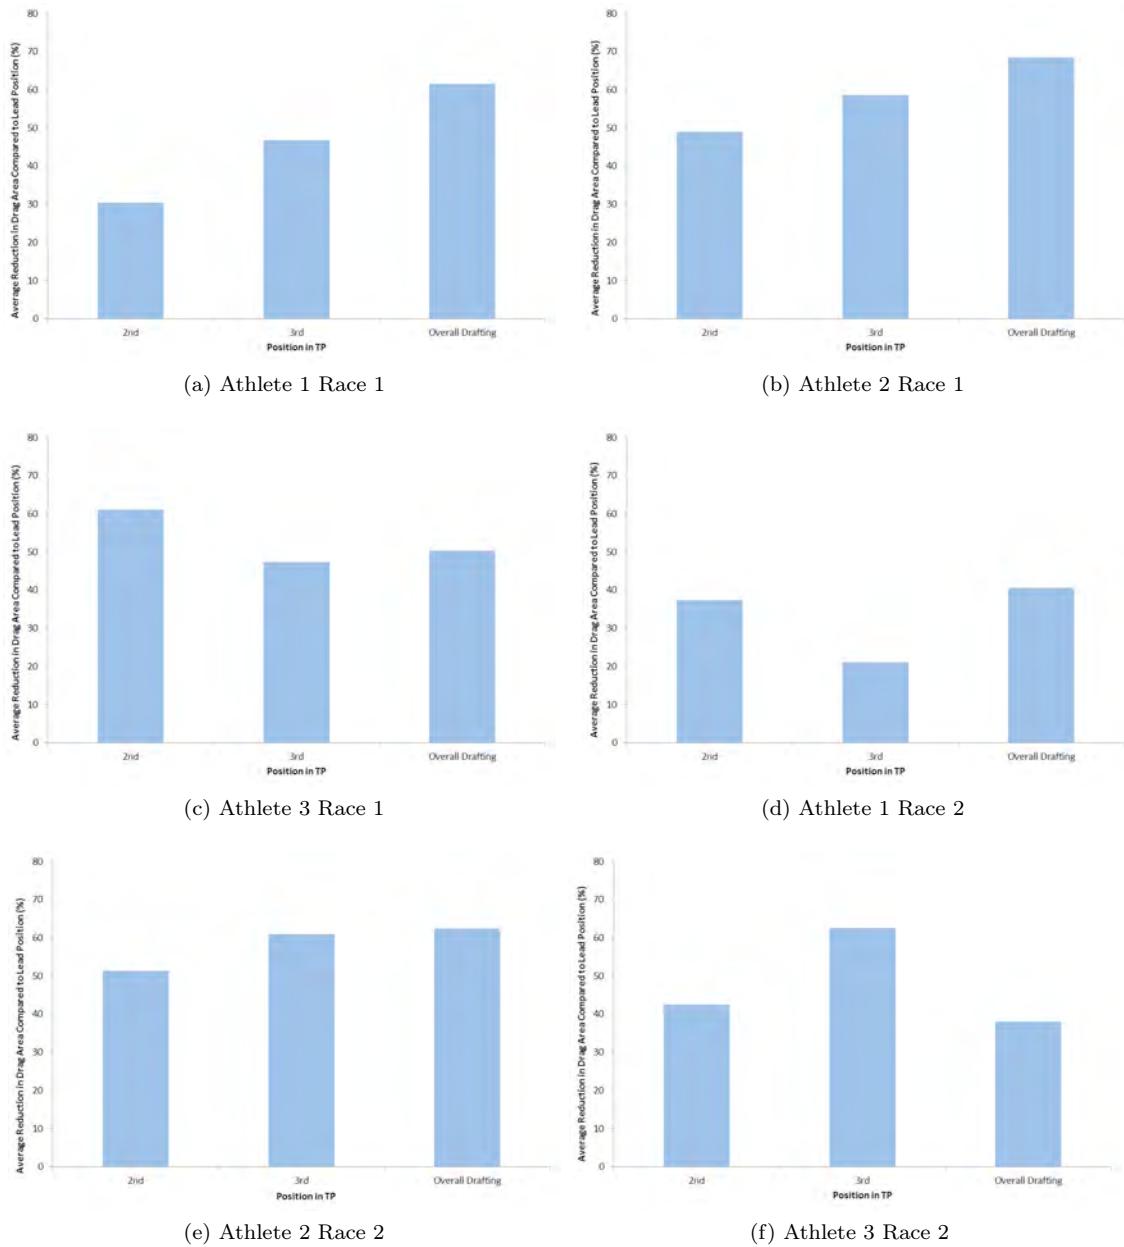 Average Reduction in Drag Area Compared to Lead Position (%)
80
70
60
50
40
30
20
10
0
2nd 3rd Overall Drafting
Position in TP
(a) Athlete 1 Race 1
Average Reduction in Drag Area Compared to Lead Position (%)
80
70
60
50
40
30
20
10
0
2nd 3rd Overall Drafting
Position in TP
(b) Athlete 2 Race 1
Average Reduction in Drag Area Compared to Lead Position (%)
80
70
60
50
40
30
20
10
0
2nd 3rd Overall Drafting
Position in TP
(c) Athlete 3 Race 1
Average Reduction in Drag Area Compared to Lead Position (%)
80
70
60
50
40
30
20
10
0
2nd 3rd Overall Drafting
Position in TP
(d) Athlete 1 Race 2
Average Reduction in Drag Area Compared to Lead Position (%)
80
70
60
50
40
30
20
10
0
2nd 3rd Overall Drafting
Position in TP
(e) Athlete 2 Race 2
Average Reduction in Drag Area Compared to Lead Position (%)
80
70
60
50
40
30
20
10
0
2nd 3rd Overall Drafting
Position in TP
(f) Athlete 3 Race 2